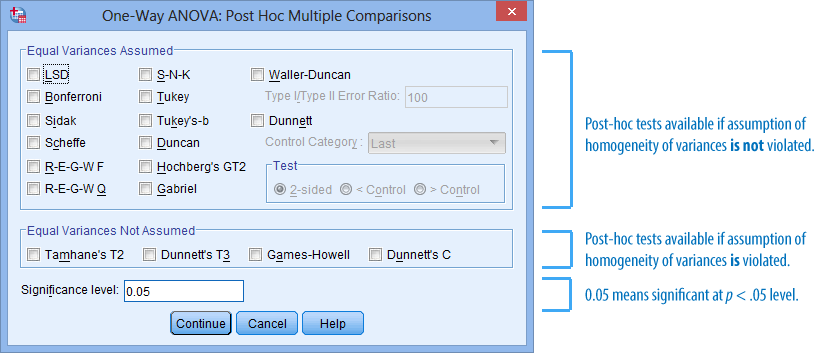 One-Way ANOVA: Post Hoc Multiple Comparisons
Equal Variances Assumed
LSD
S-N-K
Waller-Duncan
Bonferroni
Tukey
Type I/Type II Error Ratio: 100
Sidak
Tukey's-b
Dunnett
Scheffe
Duncan
Control Category : Last
R-E-G-W F
Hochberg's GT2
Test
R-E-G-W Q
Gabriel
2-sided < Control > Control
Equal Variances Not Assumed
Tamhane's T2 Dunnett's T3 Games-Howell Dunnett's C
Significance level: 0.05
Continue Cancel Help
Post-hoc tests available if assumption of
homogeneity of variances is not violated.
Post-hoc tests available if assumption of
homogeneity of variances is violated.
0.05 means significant at p < .05 level.